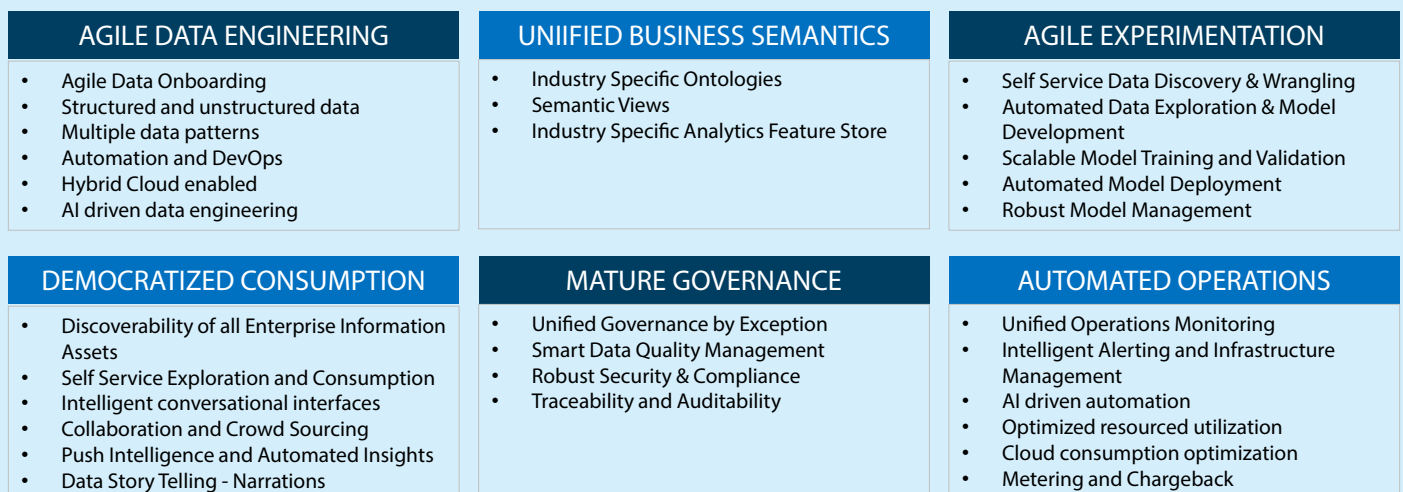 AGILE DATA ENGINEERING
• Agile Data Onboarding
• Structured and unstructured data
• Multiple data patterns
• Automation and DevOps
• Hybrid Cloud enabled
• AI driven data engineering
UNIIFIED BUSINESS SEMANTICS
• Industry Specific Ontologies
• Semantic Views
• Industry Specific Analytics Feature Store
AGILE EXPERIMENTATION
• Self Service Data Discovery & Wrangling
• Automated Data Exploration & Model
Development
• Scalable Model Training and Validation
• Automated Model Deployment
• Robust Model Management
DEMOCRATIZED CONSUMPTION
• Discoverability of all Enterprise Information
Assets
• Self Service Exploration and Consumption
• Intelligent conversational interfaces
• Collaboration and Crowd Sourcing
• Push Intelligence and Automated Insights
• Data Story Telling - Narrations
MATURE GOVERNANCE
• Unified Governance by Exception
• Smart Data Quality Management
• Robust Security & Compliance
• Traceability and Auditability
AUTOMATED OPERATIONS
• Unified Operations Monitoring
• Intelligent Alerting and Infrastructure
Management
• AI driven automation
• Optimized resourced utilization
• Cloud consumption optimization
• Metering and Chargeback